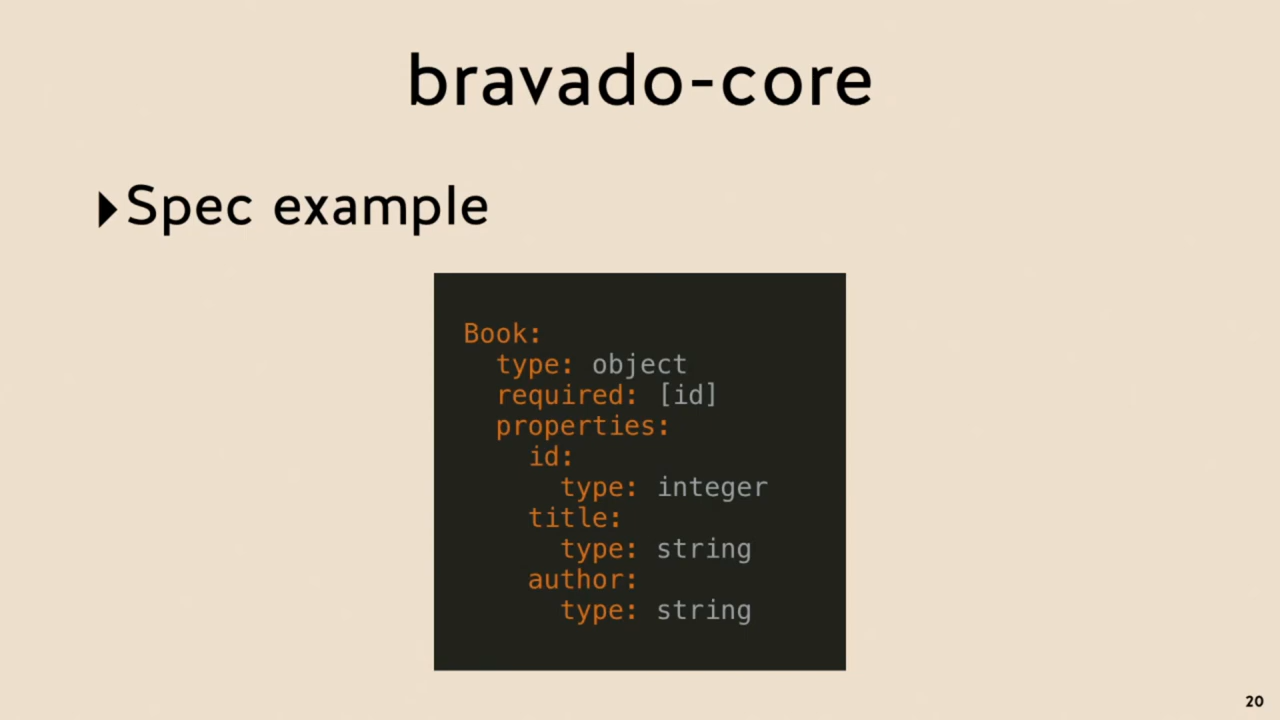 bravado-core
▸Spec example
Book:
  type: object
  required: [id]
  properties:
    id:
      type: integer
    title:
      type: string
    author:
      type: string
20